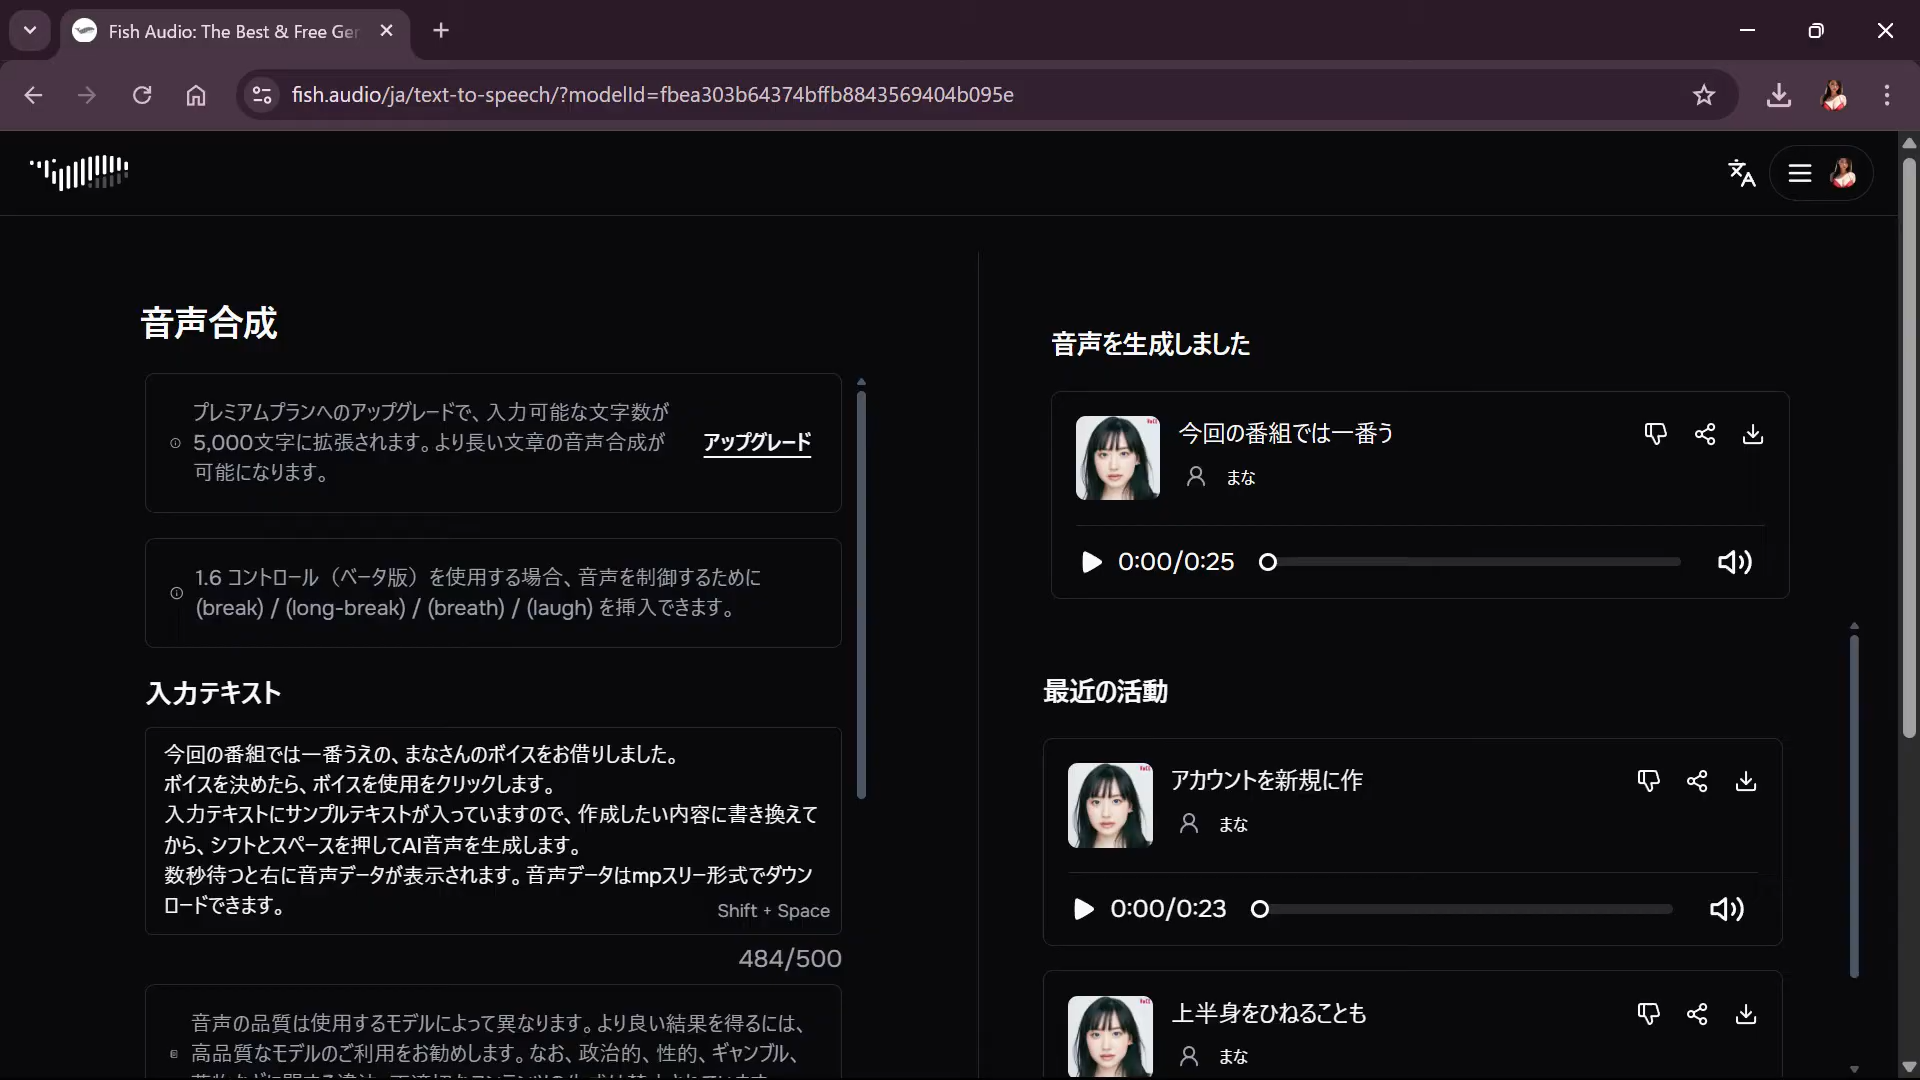 Fish Audio: The Best & Free Ger
fish.audio/ja/text-to-speech/?modelId=fbea303b64374bffb8843569404b095e
音声合成
プレミアムプランへのアップグレードで、入力可能な文字数が
5,000文字に拡張されます。より長い文章の音声合成が
可能になります。
アップグレード
1.6 コントロール（ベータ版）を使用する場合、音声を制御するために
(break) / (long-break) / (breath) / (laugh) を挿入できます。
入力テキスト
今回の番組では一番うえの、まなさんのボイスをお借りしました。
ボイスを決めたら、ボイスを使用をクリックします。
入力テキストにサンプルテキストが入っていますので、作成したい内容に書き換えて
から、シフトとスペースを押してAI音声を生成します。
数秒待つと右に音声データが表示されます。音声データはmpスリー形式でダウン
ロードできます。
Shift + Space
484/500
音声の品質は使用するモデルによって異なります。より良い結果を得るには、
高品質なモデルのご利用をお勧めします。なお、政治的、性的、ギャンブル、
音声を生成しました
今回の番組では一番う
まな
0:00/0:25
最近の活動
アカウントを新規に作
まな
0:00/0:23
上半身をひねることも
まな